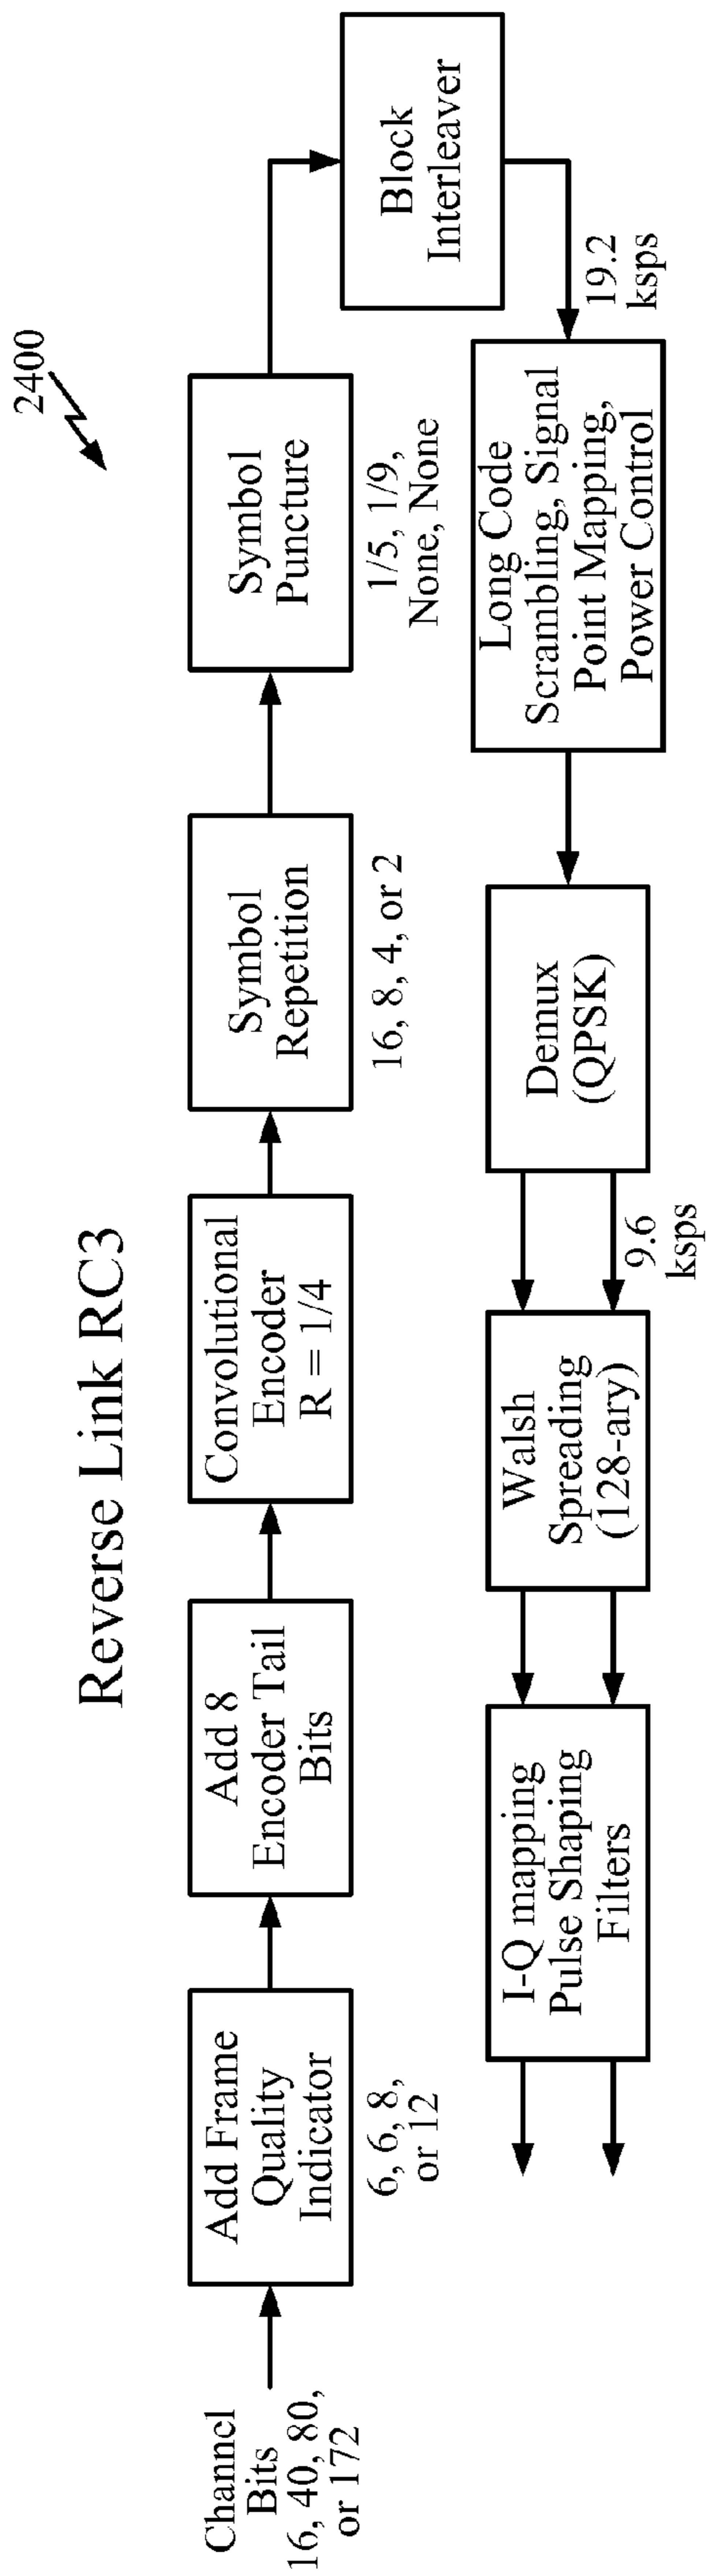 2400
Reverse Link RC3
Channel
Bits
16, 40, 80,
or 172
Add Frame
Quality
Indicator
6, 6, 8,
or 12
Add 8
Encoder Tail
Bits
Convolutional
Encoder
R = 1/4
Symbol
Repetition
16, 8, 4, or 2
Symbol
Puncture
1/5, 1/9,
None, None
Block
Interleaver
19.2
ksps
Long Code
Scrambling, Signal
Point Mapping,
Power Control
Demux
(QPSK)
9.6
ksps
Walsh
Spreading
(128-ary)
I-Q mapping
Pulse Shaping
Filters